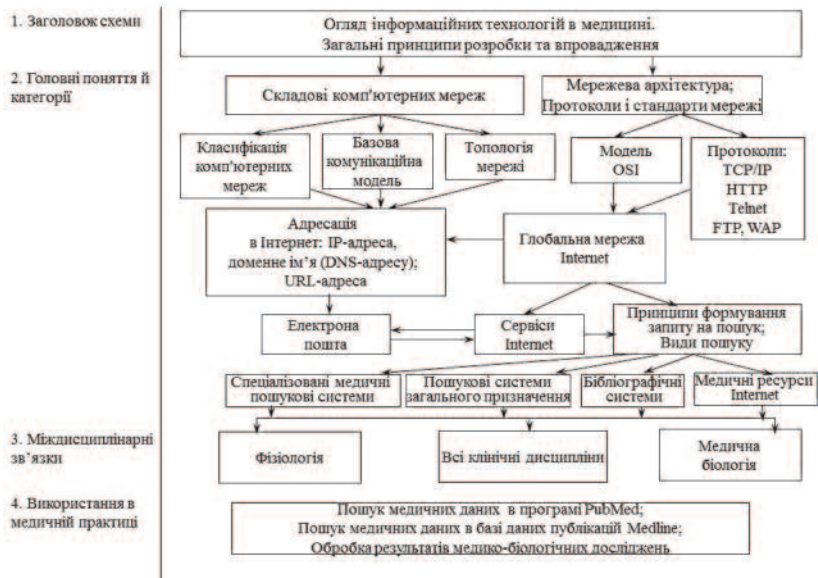 1. Заголовок схеми
Огляд інформаційних технологій в медицині.
Загальні принципи розробки та впровадження
2. Головні поняття й
категорії
Складові комп'ютерних мереж
Мережева архітектура;
Протоколи і стандарти мережі
Класифікація
комп'ютерних
мереж
Базова
комунікаційна
модель
Топологія
мережі
Модель
OSI
Протоколи:
TCP/IP
HTTP
Telnet
FTP, WAP
Адресація
в Інтернет: IP-адреса,
доменне ім’я (DNS-адресу);
URL-адреса
Глобальна мережа
Internet
Електрона
пошта
Сервіси
Internet
Принципи формування
запиту на пошук;
Види пошуку
Спеціалізовані медичні
пошукові системи
Пошукові системи
загального призначення
Бібліографічні
системи
Медичні ресурси
Internet
3. Міждисциплінарні
зв’язки
Фізіологія
Всі клінічні дисципліни
Медична
біологія
4. Використання в
медичній практиці
Пошук медичних даних в програмі PubMed;
Пошук медичних даних в базі даних публікацій Medline;
Обробка результатів медико-біологічних досліджень